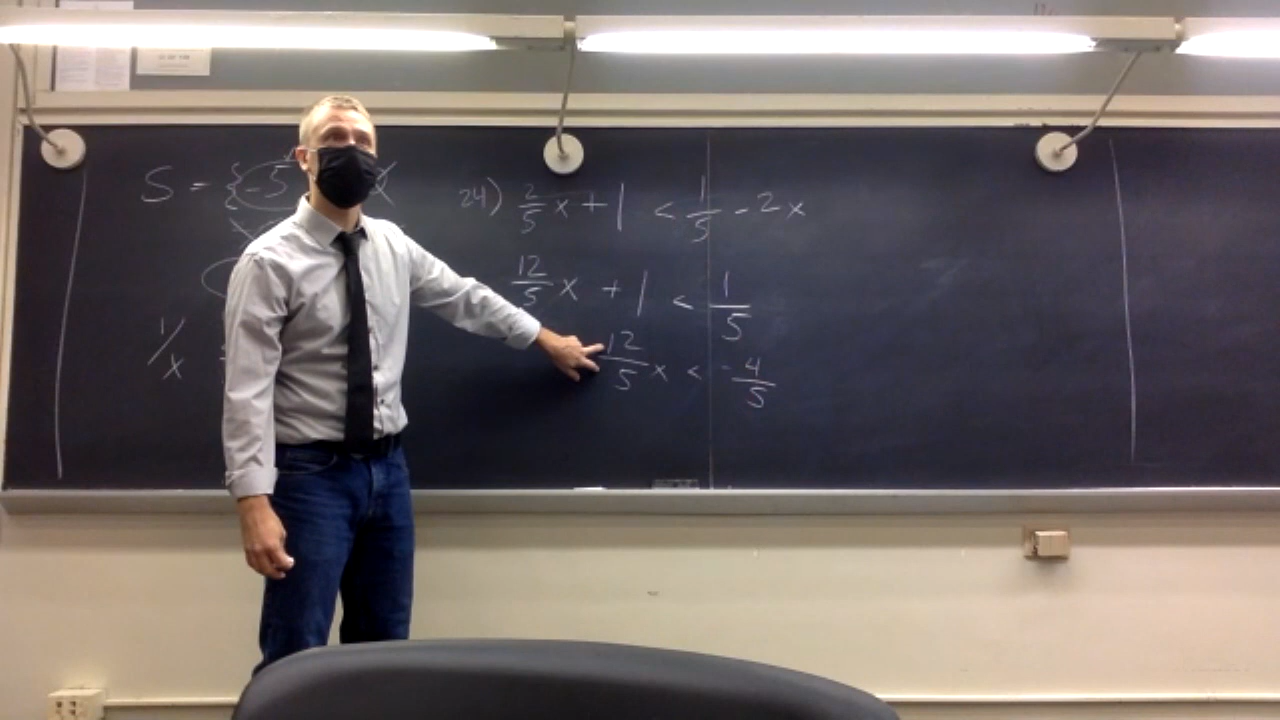 S = {-5
24) 2/5 x + 1 < 1/5 - 2x
12/5 x + 1 < 1/5
1/x
12/5 x < -4/5